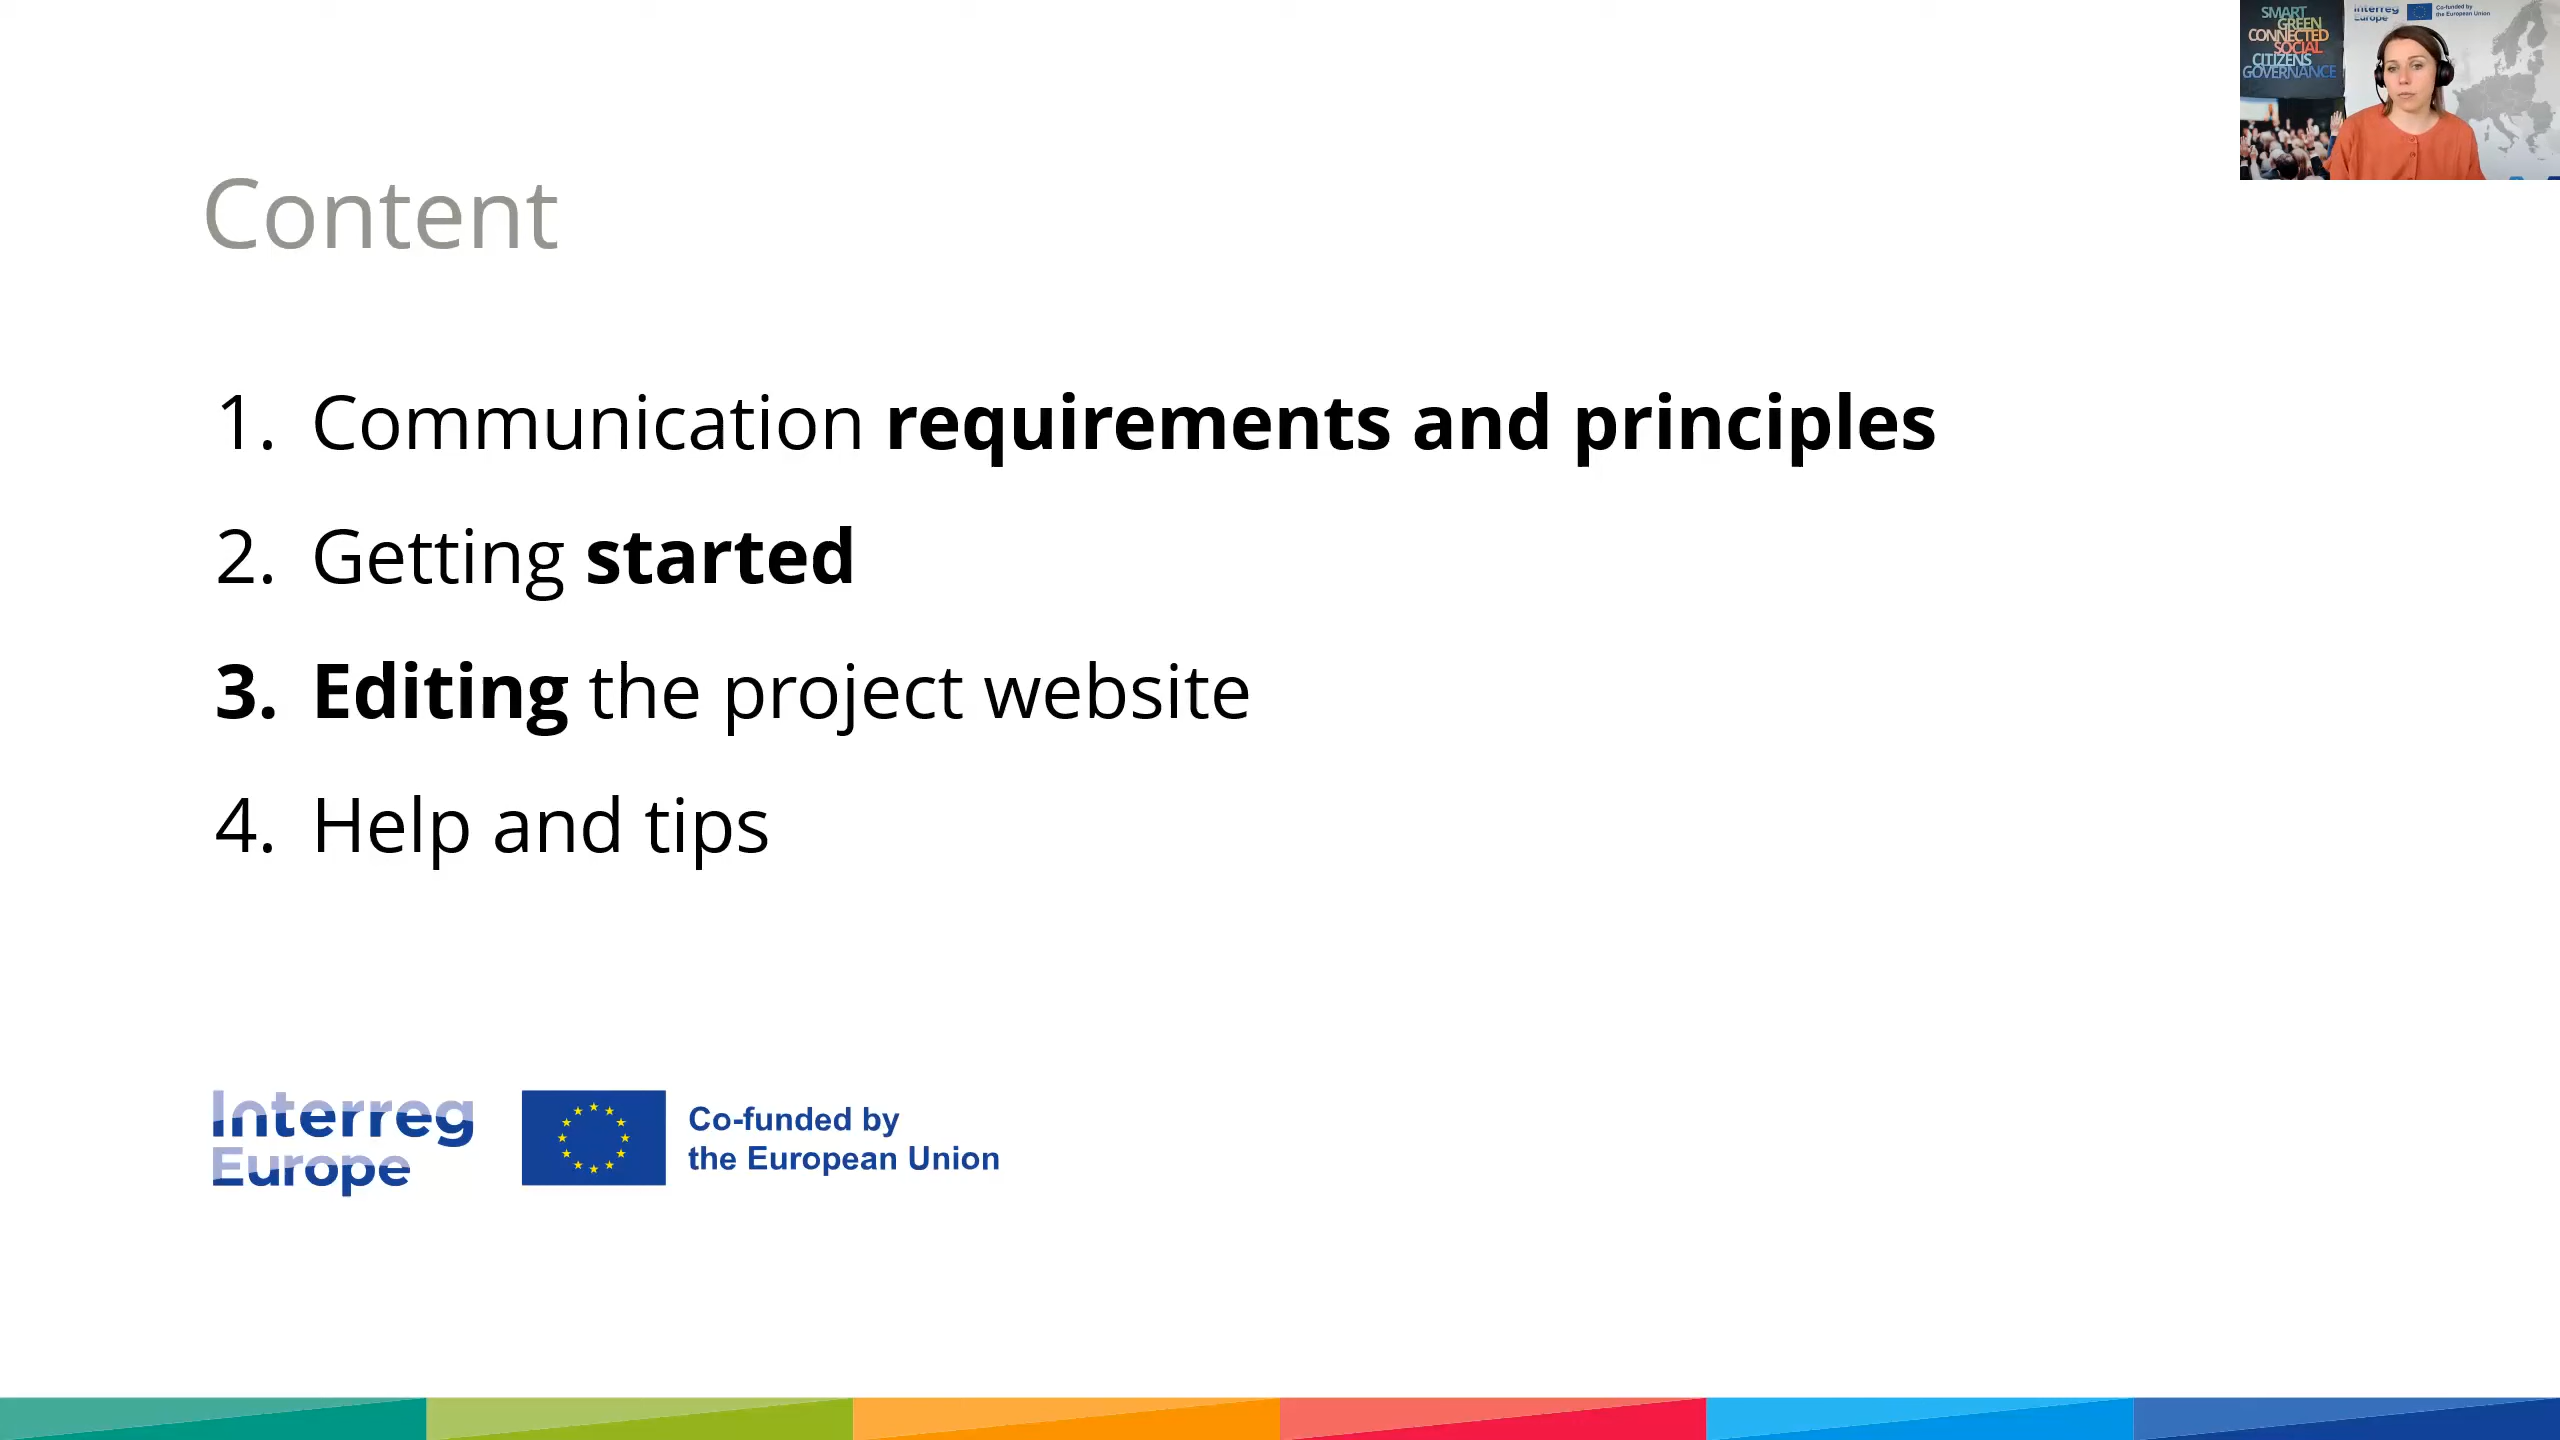 SMART
GREEN
CONNECTED
SOCIAL
CITIZENS
GOVERNANCE
Interreg
Europe
Co-funded by
the European Union
Content
1. Communication requirements and principles
2. Getting started
3. Editing the project website
4. Help and tips
Interreg
Europe
Co-funded by
the European Union